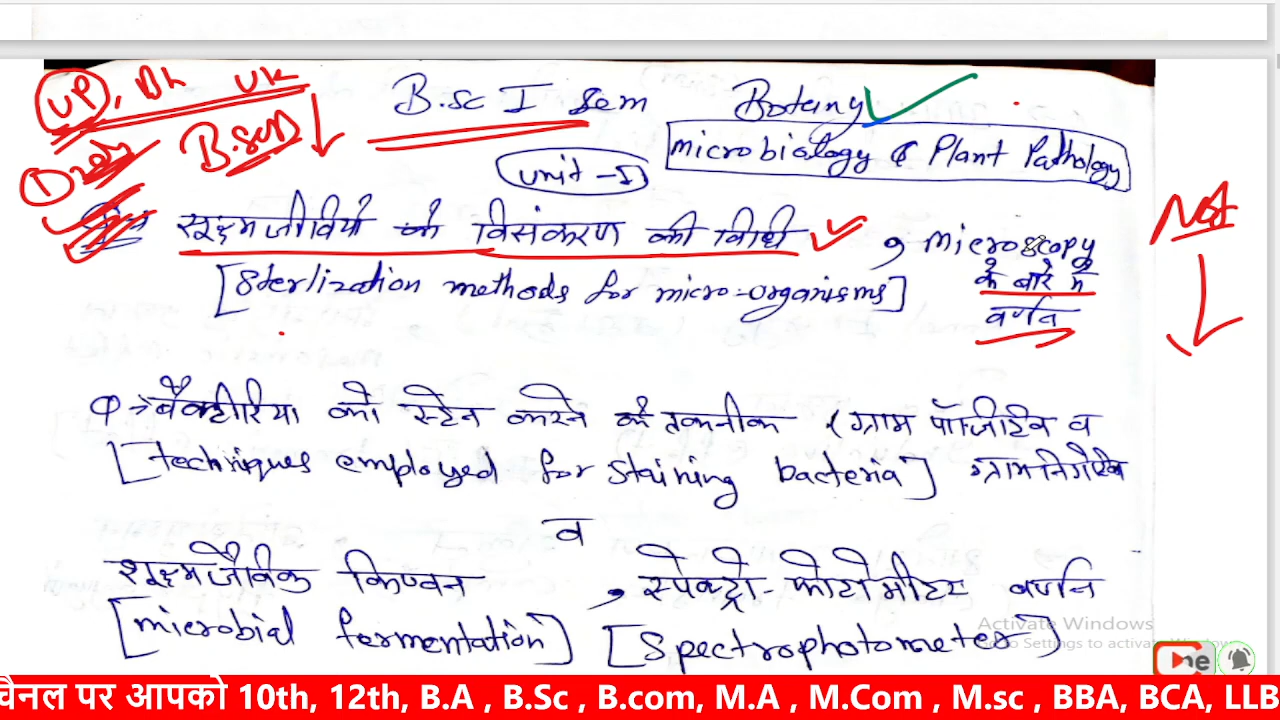 UP, Bh UK
B.Sc I Sem Botany
microbiology & Plant Pathology
Unit-I
सूक्ष्मजीवियों के विसंक्रमण की विधि , microscopy
के बारे में
वर्णन
[Sterlization methods for micro-organisms]
Not
Q→ बैक्टीरिया को स्टेन करने के तकनीक (ग्राम पॉजिटिव व
[techniques employed for staining bacteria] ग्राम निगेटिव
व
सूक्ष्मजैविक किण्वन , स्पेक्ट्रो-फोटोमीटर वर्णन
[microbial fermentation] [Spectrophotometer)
Activate Windows
Go to Settings to activate Windows.
चैनल पर आपको 10th, 12th, B.A , B.Sc , B.com, M.A , M.Com , M.sc , BBA, BCA, LLB,